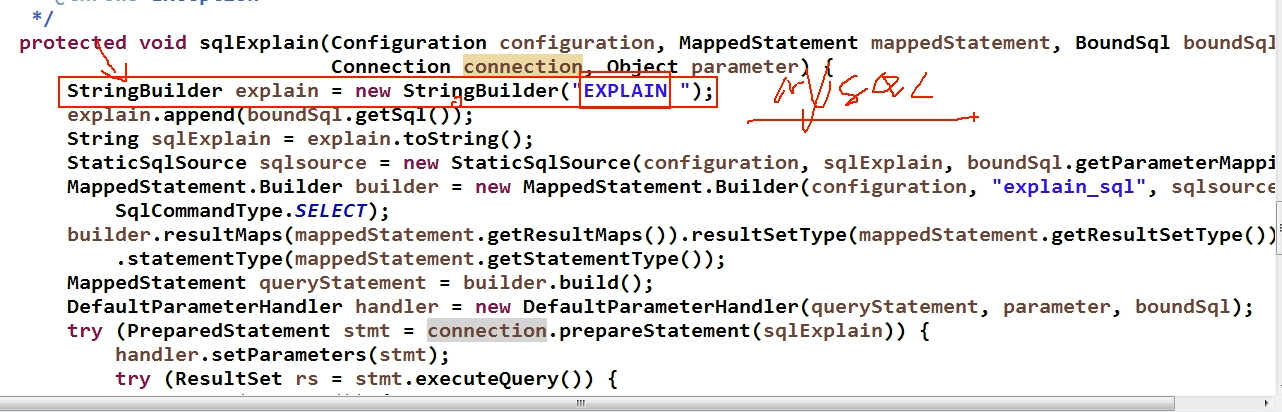 */
protected void sqlExplain(Configuration configuration, MappedStatement mappedStatement, BoundSql boundSql
Connection connection, Object parameter) {
StringBuilder explain = new StringBuilder("EXPLAIN ");
MYSQL
explain.append(boundSql.getSql());
String sqlExplain = explain.toString();
StaticSqlSource sqlsource = new StaticSqlSource(configuration, sqlExplain, boundSql.getParameterMappi
MappedStatement.Builder builder = new MappedStatement.Builder(configuration, "explain_sql", sqlsource
SqlCommandType.SELECT);
builder.resultMaps(mappedStatement.getResultMaps()).resultSetType(mappedStatement.getResultSetType())
.statementType(mappedStatement.getStatementType());
MappedStatement queryStatement = builder.build();
DefaultParameterHandler handler = new DefaultParameterHandler(queryStatement, parameter, boundSql);
try (PreparedStatement stmt = connection.prepareStatement(sqlExplain)) {
handler.setParameters(stmt);
try (ResultSet rs = stmt.executeQuery()) {